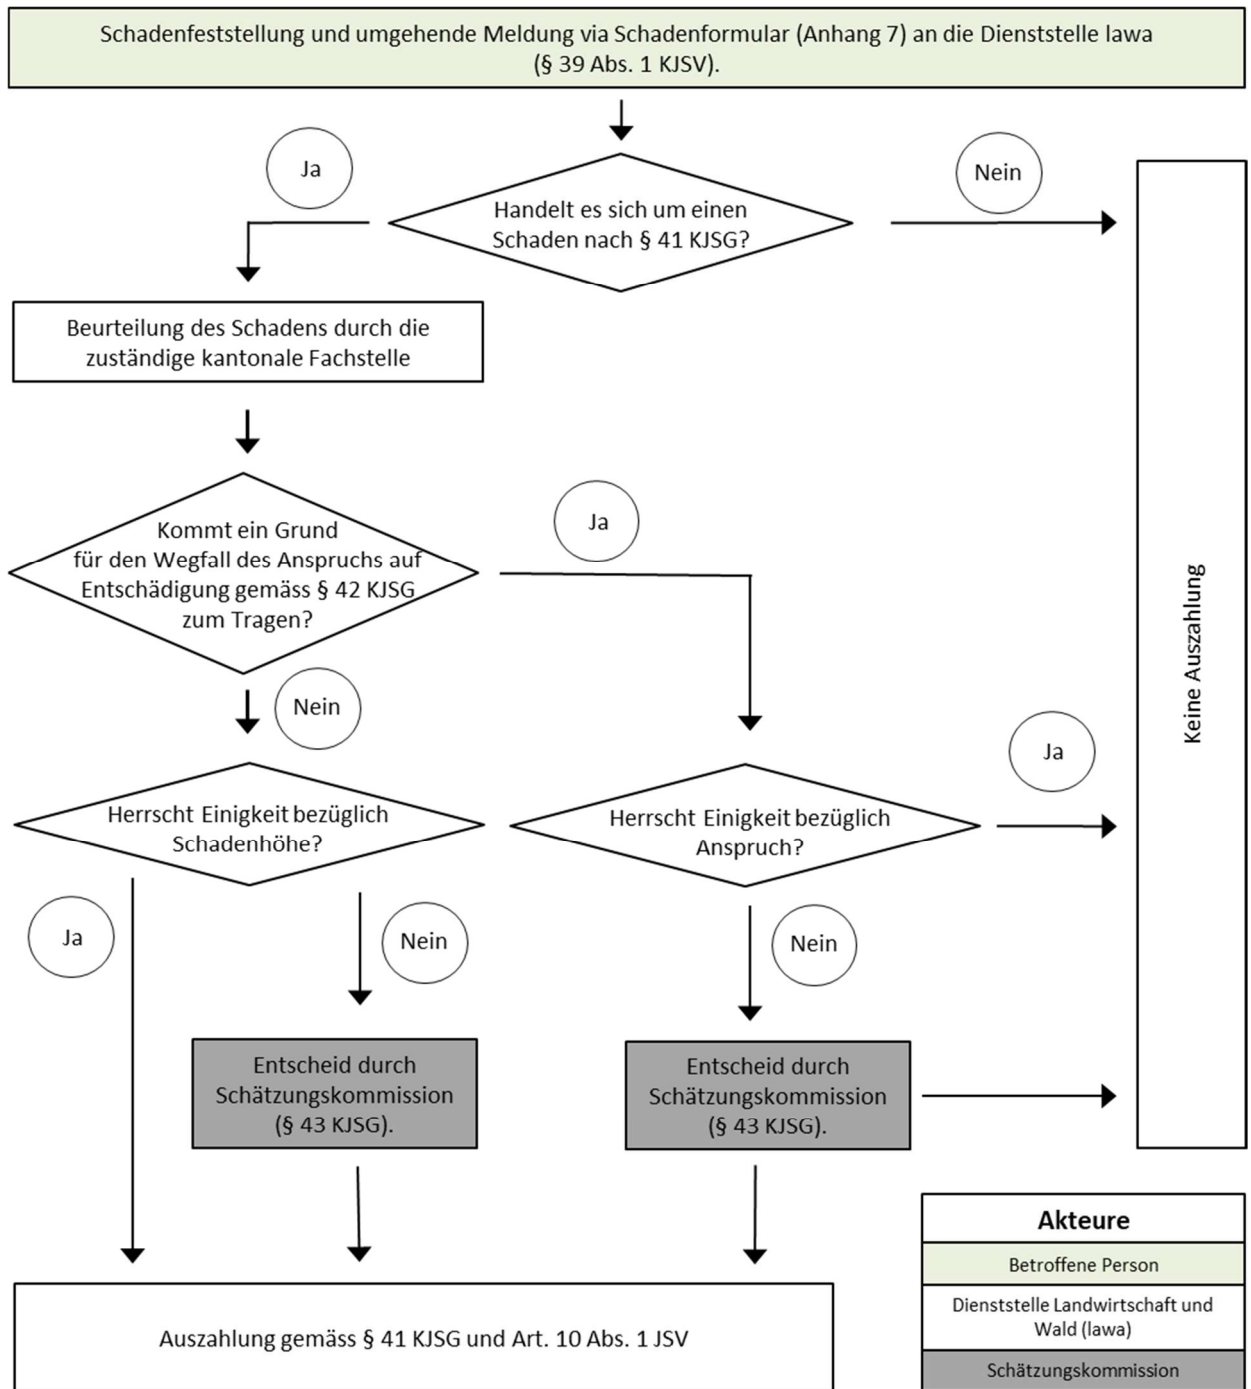 Schadenfeststellung und umgehende Meldung via Schadenformular (Anhang 7) an die Dienststelle lawa
(§ 39 Abs. 1 KJSV).
Ja
Nein
Handelt es sich um einen
Schaden nach § 41 KJSG?
Beurteilung des Schadens durch die
zuständige kantonale Fachstelle
Kommt ein Grund
für den Wegfall des Anspruchs auf
Entschädigung gemäss § 42 KJSG
zum Tragen?
Ja
Keine Auszahlung
Nein
Ja
Herrscht Einigkeit bezüglich
Schadenhöhe?
Herrscht Einigkeit bezüglich
Anspruch?
Ja
Nein
Nein
Entscheid durch
Schätzungskommission
(§ 43 KJSG).
Entscheid durch
Schätzungskommission
(§ 43 KJSG).
Auszahlung gemäss § 41 KJSG und Art. 10 Abs. 1 JSV
Akteure
Betroffene Person
Dienststelle Landwirtschaft und
Wald (lawa)
Schätzungskommission